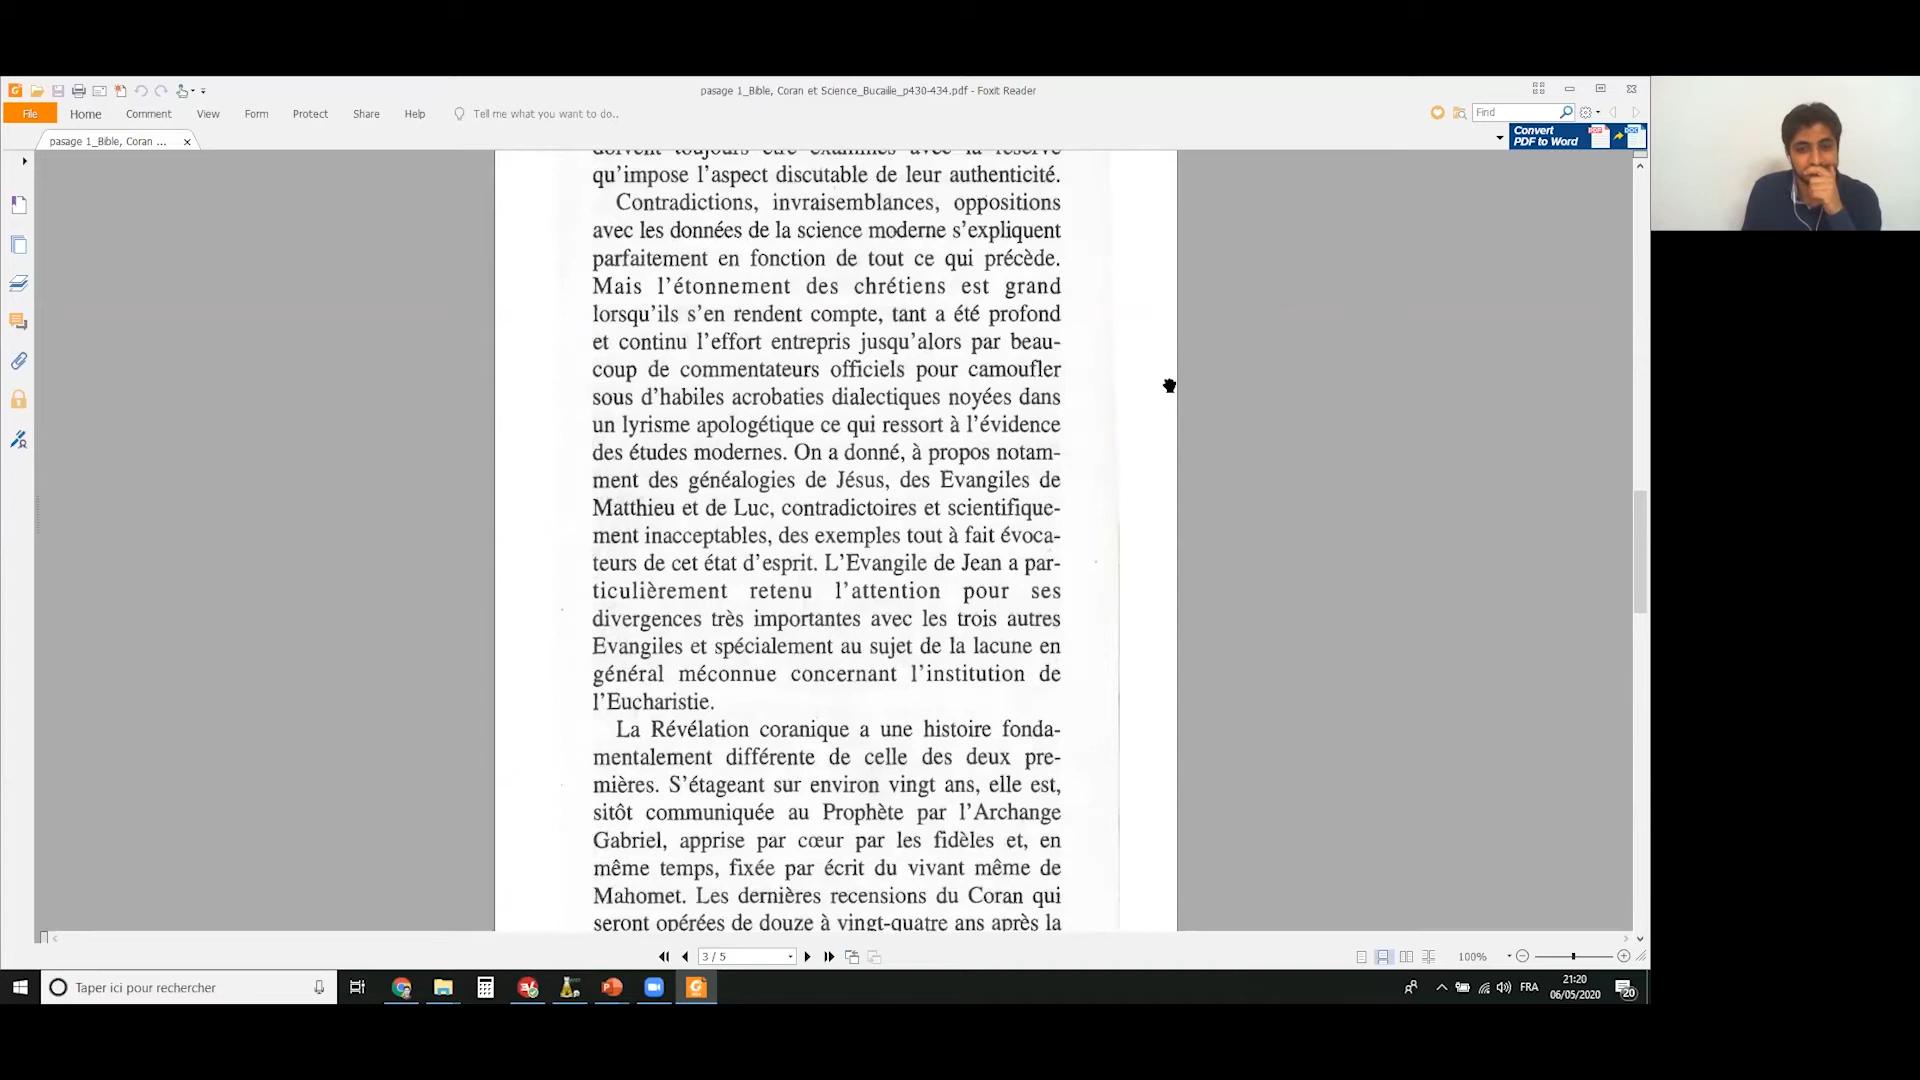 pasage 1_Bible, Coran et Science_Bucaille_p430-434.pdf - Foxit Reader
File Home Comment View Form Protect Share Help Tell me what you want to do..
Find
pasage 1_Bible, Coran ...
Convert
PDF to Word
doivent toujours être examinés avec la réserve
qu'impose l'aspect discutable de leur authenticité.
Contradictions, invraisemblances, oppositions
avec les données de la science moderne s'expliquent
parfaitement en fonction de tout ce qui précède.
Mais l'étonnement des chrétiens est grand
lorsqu'ils s'en rendent compte, tant a été profond
et continu l'effort entrepris jusqu'alors par beau-
coup de commentateurs officiels pour camoufler
sous d'habiles acrobaties dialectiques noyées dans
un lyrisme apologétique ce qui ressort à l'évidence
des études modernes. On a donné, à propos notam-
ment des généalogies de Jésus, des Evangiles de
Matthieu et de Luc, contradictoires et scientifique-
ment inacceptables, des exemples tout à fait évoca-
teurs de cet état d'esprit. L'Evangile de Jean a par-
ticulièrement retenu l'attention pour ses
divergences très importantes avec les trois autres
Evangiles et spécialement au sujet de la lacune en
général méconnue concernant l'institution de
l'Eucharistie.
La Révélation coranique a une histoire fonda-
mentalement différente de celle des deux pre-
mières. S'étageant sur environ vingt ans, elle est,
sitôt communiquée au Prophète par l'Archange
Gabriel, apprise par cœur par les fidèles et, en
même temps, fixée par écrit du vivant même de
Mahomet. Les dernières recensions du Coran qui
seront opérées de douze à vingt-quatre ans après la
3 / 5
100%
Taper ici pour rechercher
FRA
21:20
06/05/2020
20